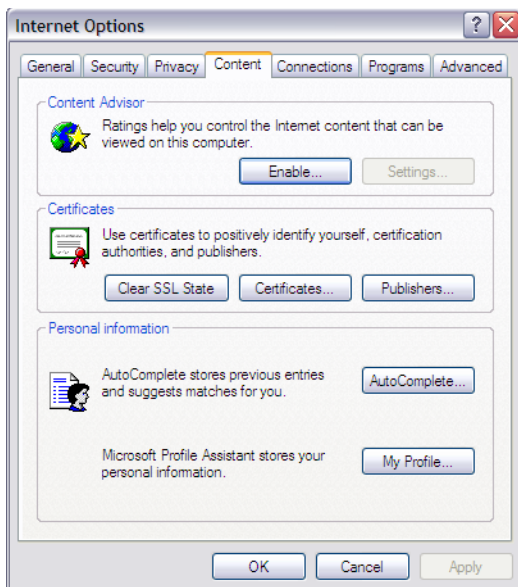 Internet Options
General Security Privacy Content Connections Programs Advanced
Content Advisor
Ratings help you control the Internet content that can be
viewed on this computer.
Enable... Settings...
Certificates
Use certificates to positively identify yourself, certification
authorities, and publishers.
Clear SSL State Certificates... Publishers...
Personal information
AutoComplete stores previous entries
and suggests matches for you.
AutoComplete...
Microsoft Profile Assistant stores your
personal information.
My Profile...
OK Cancel Apply